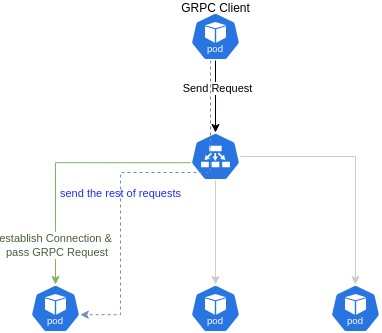 GRPC Client
pod
Send Request
send the rest of requests
establish Connection &
pass GRPC Request
pod
pod
pod